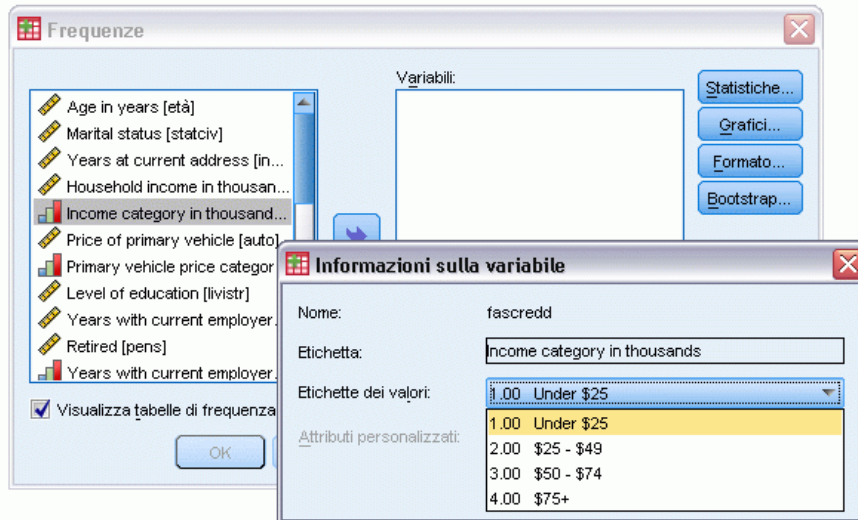 Frequenze
Variabili:
Age in years [età]
Marital status [statciv]
Years at current address [in...
Household income in thousan...
Income category in thousand...
Price of primary vehicle [auto]
Primary vehicle price categor
Level of education [livistr]
Years with current employer.
Retired [pens]
Years with current employer.
Statistiche...
Grafici...
Formato...
Bootstrap...
Visualizza tabelle di frequenza
OK
Informazioni sulla variabile
Nome: fascredd
Etichetta: Income category in thousands
Etichette dei valori: 1.00 Under $25
1.00 Under $25
2.00 $25 - $49
3.00 $50 - $74
4.00 $75+
Attributi personalizzati: